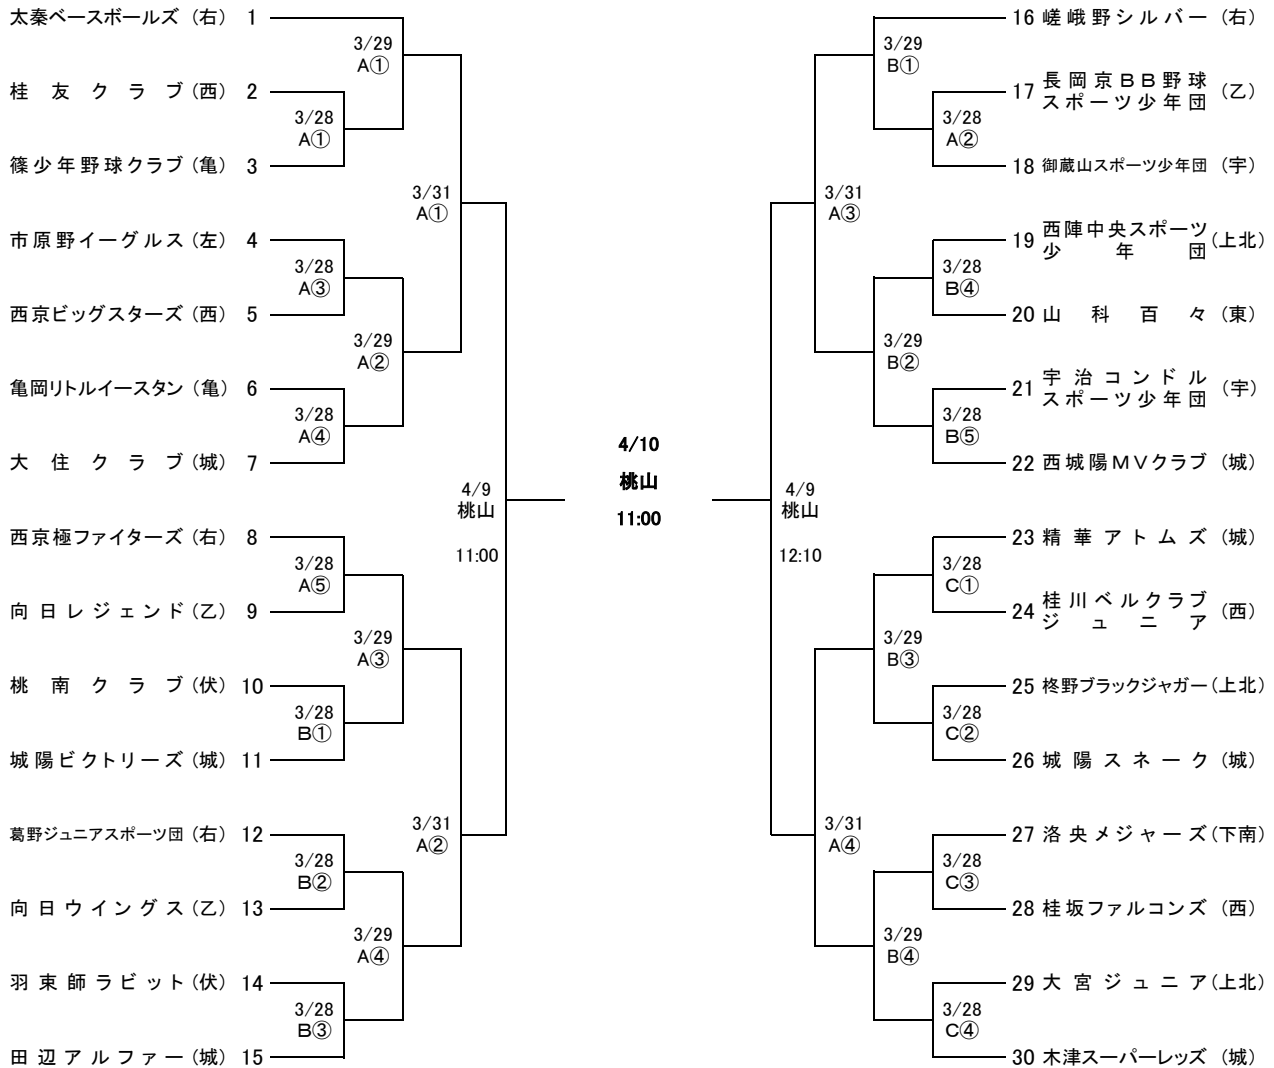 太秦ベースボールズ (右) 1
3/29
A①
桂友クラブ (西) 2
3/28
A①
篠少年野球クラブ (亀) 3
3/31
A①
市原野イーグルス (左) 4
3/28
A③
西京ビッグスターズ (西) 5
3/29
A②
亀岡リトルイースタン (亀) 6
3/28
A④
大住クラブ (城) 7
4/9
桃山
11:00
西京極ファイターズ (右) 8
3/28
A⑤
向日レジェンド (乙) 9
3/29
A③
桃南クラブ (伏) 10
3/28
B①
城陽ビクトリーズ (城) 11
3/31
A②
葛野ジュニアスポーツ団 (右) 12
3/28
B②
向日ウイングス (乙) 13
3/29
A④
羽束師ラビット (伏) 14
3/28
B③
田辺アルファー (城) 15
4/10
桃山
11:00
16 嵯峨野シルバー (右)
3/29
B①
17 長岡京BB野球
スポーツ少年団 (乙)
3/28
A②
18 御蔵山スポーツ少年団 (宇)
3/31
A③
19 西陣中央スポーツ
少年団 (上北)
3/28
B④
20 山科百々 (東)
3/29
B②
21 宇治コンドル
スポーツ少年団 (宇)
3/28
B⑤
22 西城陽MVクラブ (城)
4/9
桃山
12:10
23 精華アトムズ (城)
3/28
C①
24 桂川ベルクラブ
ジュニア (西)
3/29
B③
25 柊野ブラックジャガー (上北)
3/28
C②
26 城陽スネーク (城)
3/31
A④
27 洛央メジャーズ (下南)
3/28
C③
28 桂坂ファルコンズ (西)
3/29
B④
29 大宮ジュニア (上北)
3/28
C④
30 木津スーパーレッズ (城)